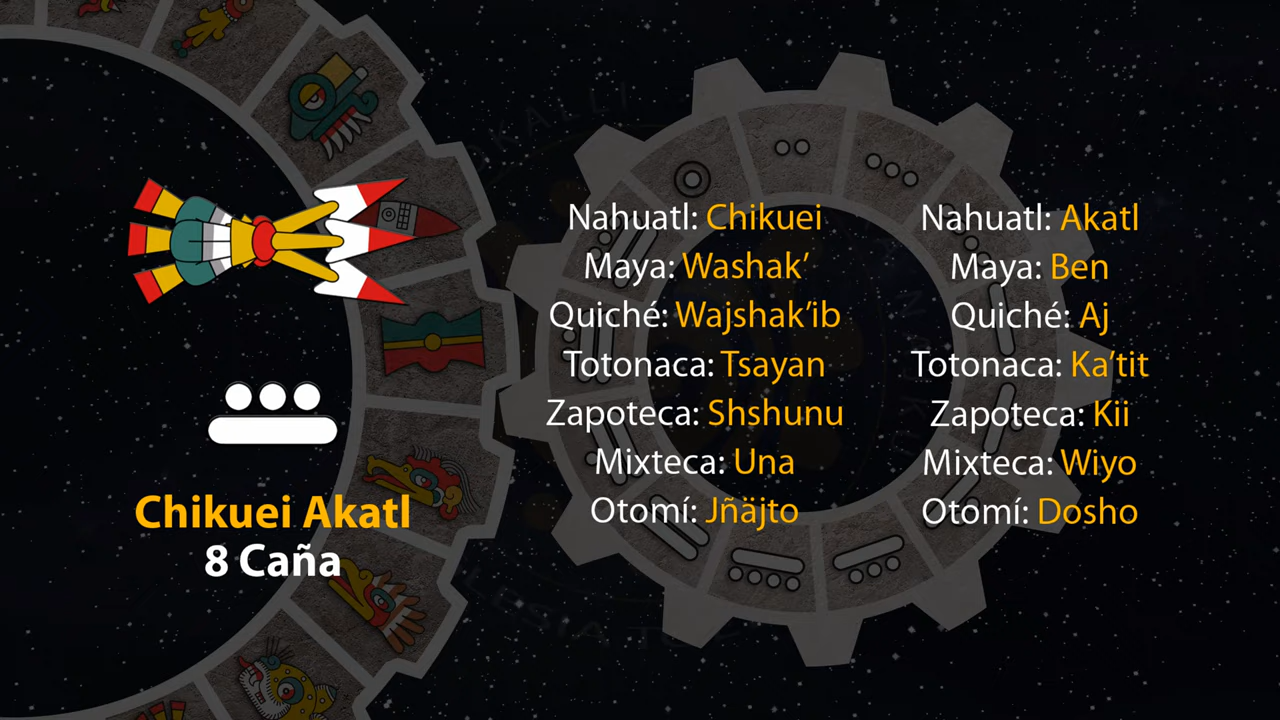 Chikuei Akatl
8 Caña
Nahuatl: Chikuei
Maya: Washak’
Quiché: Wajshak’ib
Totonaca: Tsayan
Zapoteca: Shshunu
Mixteca: Una
Otomí: Jñäjto
Nahuatl: Akatl
Maya: Ben
Quiché: Aj
Totonaca: Ka’tit
Zapoteca: Kii
Mixteca: Wiyo
Otomí: Dosho